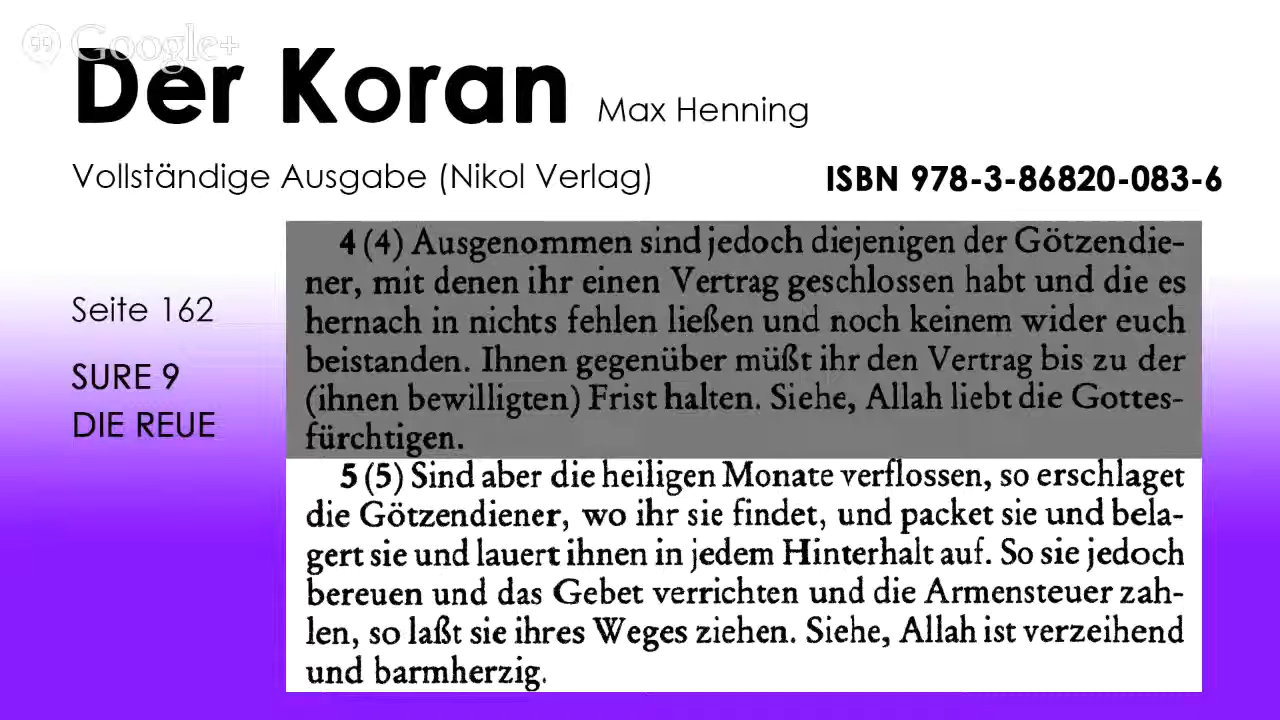 Google+
Der Koran Max Henning
Vollständige Ausgabe (Nikol Verlag) ISBN 978-3-86820-083-6
Seite 162
SURE 9
DIE REUE
4 (4) Ausgenommen sind jedoch diejenigen der Götzendie-
ner, mit denen ihr einen Vertrag geschlossen habt und die es
hernach in nichts fehlen ließen und noch keinem wider euch
beistanden. Ihnen gegenüber müßt ihr den Vertrag bis zu der
(ihnen bewilligten) Frist halten. Siehe, Allah liebt die Gottes-
fürchtigen.
5 (5) Sind aber die heiligen Monate verflossen, so erschlaget
die Götzendiener, wo ihr sie findet, und packet sie und bela-
gert sie und lauert ihnen in jedem Hinterhalt auf. So sie jedoch
bereuen und das Gebet verrichten und die Armensteuer zah-
len, so laßt sie ihres Weges ziehen. Siehe, Allah ist verzeihend
und barmherzig.